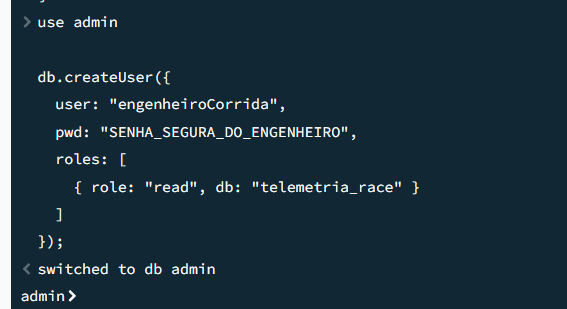 > use admin
db.createUser({
user: "engenheiroCorrida",
pwd: "SENHA_SEGURA_DO_ENGENHEIRO",
roles: [
{ role: "read", db: "telemetria_race" }
]
});
< switched to db admin
admin>